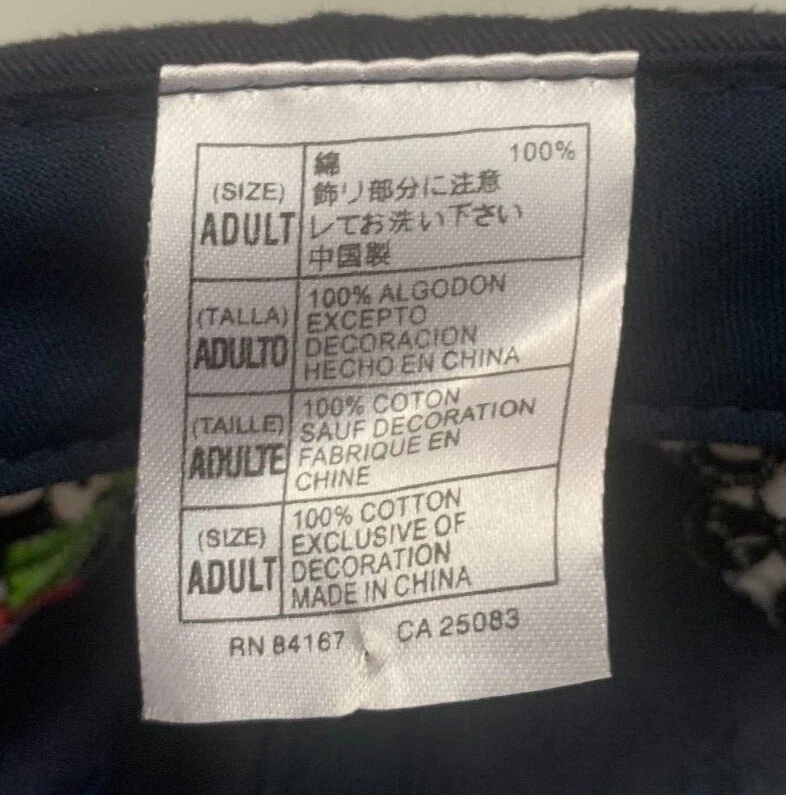 (SIZE)
ADULT
綿 100%
飾り部分に注意
レてお洗い下さい
中国製
(TALLA)
ADULTO
100% ALGODON
EXCEPTO
DECORACION
HECHO EN CHINA
(TAILLE)
ADULTE
100% COTON
SAUF DECORATION
FABRIQUE EN
CHINE
(SIZE)
ADULT
100% COTTON
EXCLUSIVE OF
DECORATION
MADE IN CHINA
RN 84167 CA 25083